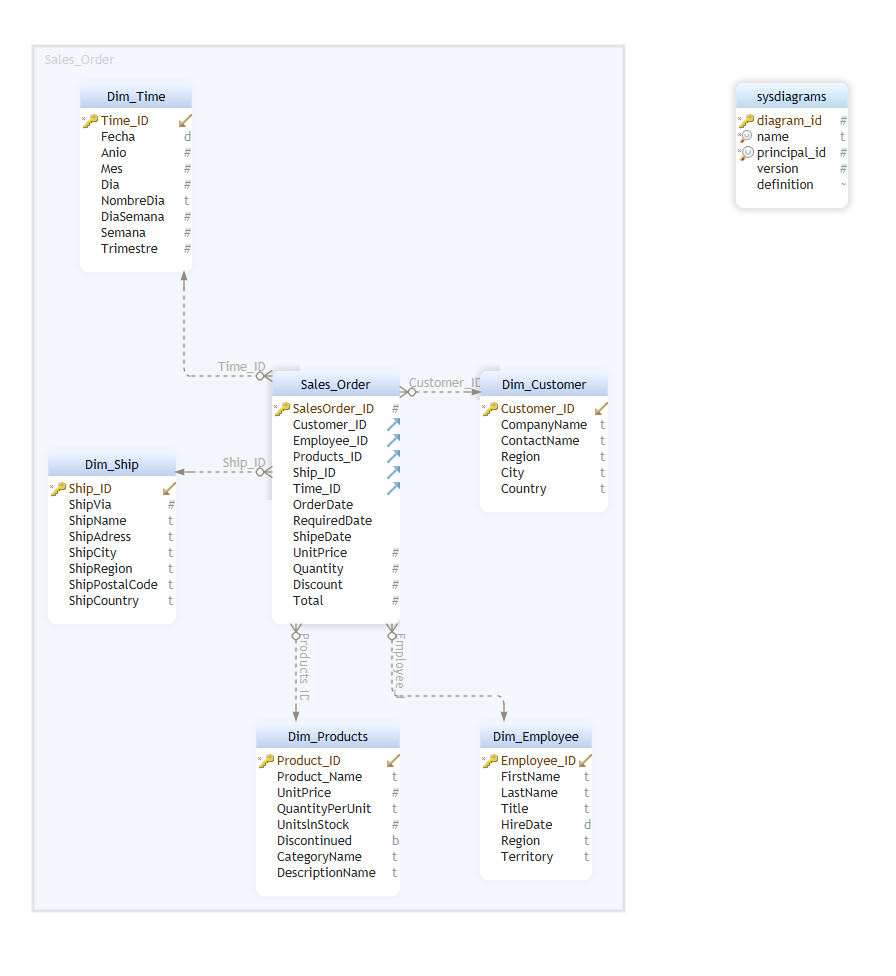 Sales_Order
Dim_Time
Time_ID
Fecha d
Anio #
Mes #
Dia #
NombreDia t
DiaSemana #
Semana #
Trimestre #
sysdiagrams
diagram_id #
name t
principal_id #
version #
definition ~
Time_ID
Customer_ID
Ship_ID
Sales_Order
SalesOrder_ID #
Customer_ID
Employee_ID
Products_ID
Ship_ID
Time_ID
OrderDate
RequiredDate
ShipeDate
UnitPrice #
Quantity #
Discount #
Total #
Dim_Customer
Customer_ID
CompanyName t
ContactName t
Region t
City t
Country t
Dim_Ship
Ship_ID
ShipVia #
ShipName t
ShipAdress t
ShipCity t
ShipRegion t
ShipPostalCode t
ShipCountry t
Products_ID
Employee_
Dim_Products
Product_ID
Product_Name t
UnitPrice #
QuantityPerUnit t
UnitsInStock #
Discontinued b
CategoryName t
DescriptionName t
Dim_Employee
Employee_ID
FirstName t
LastName t
Title t
HireDate d
Region t
Territory t